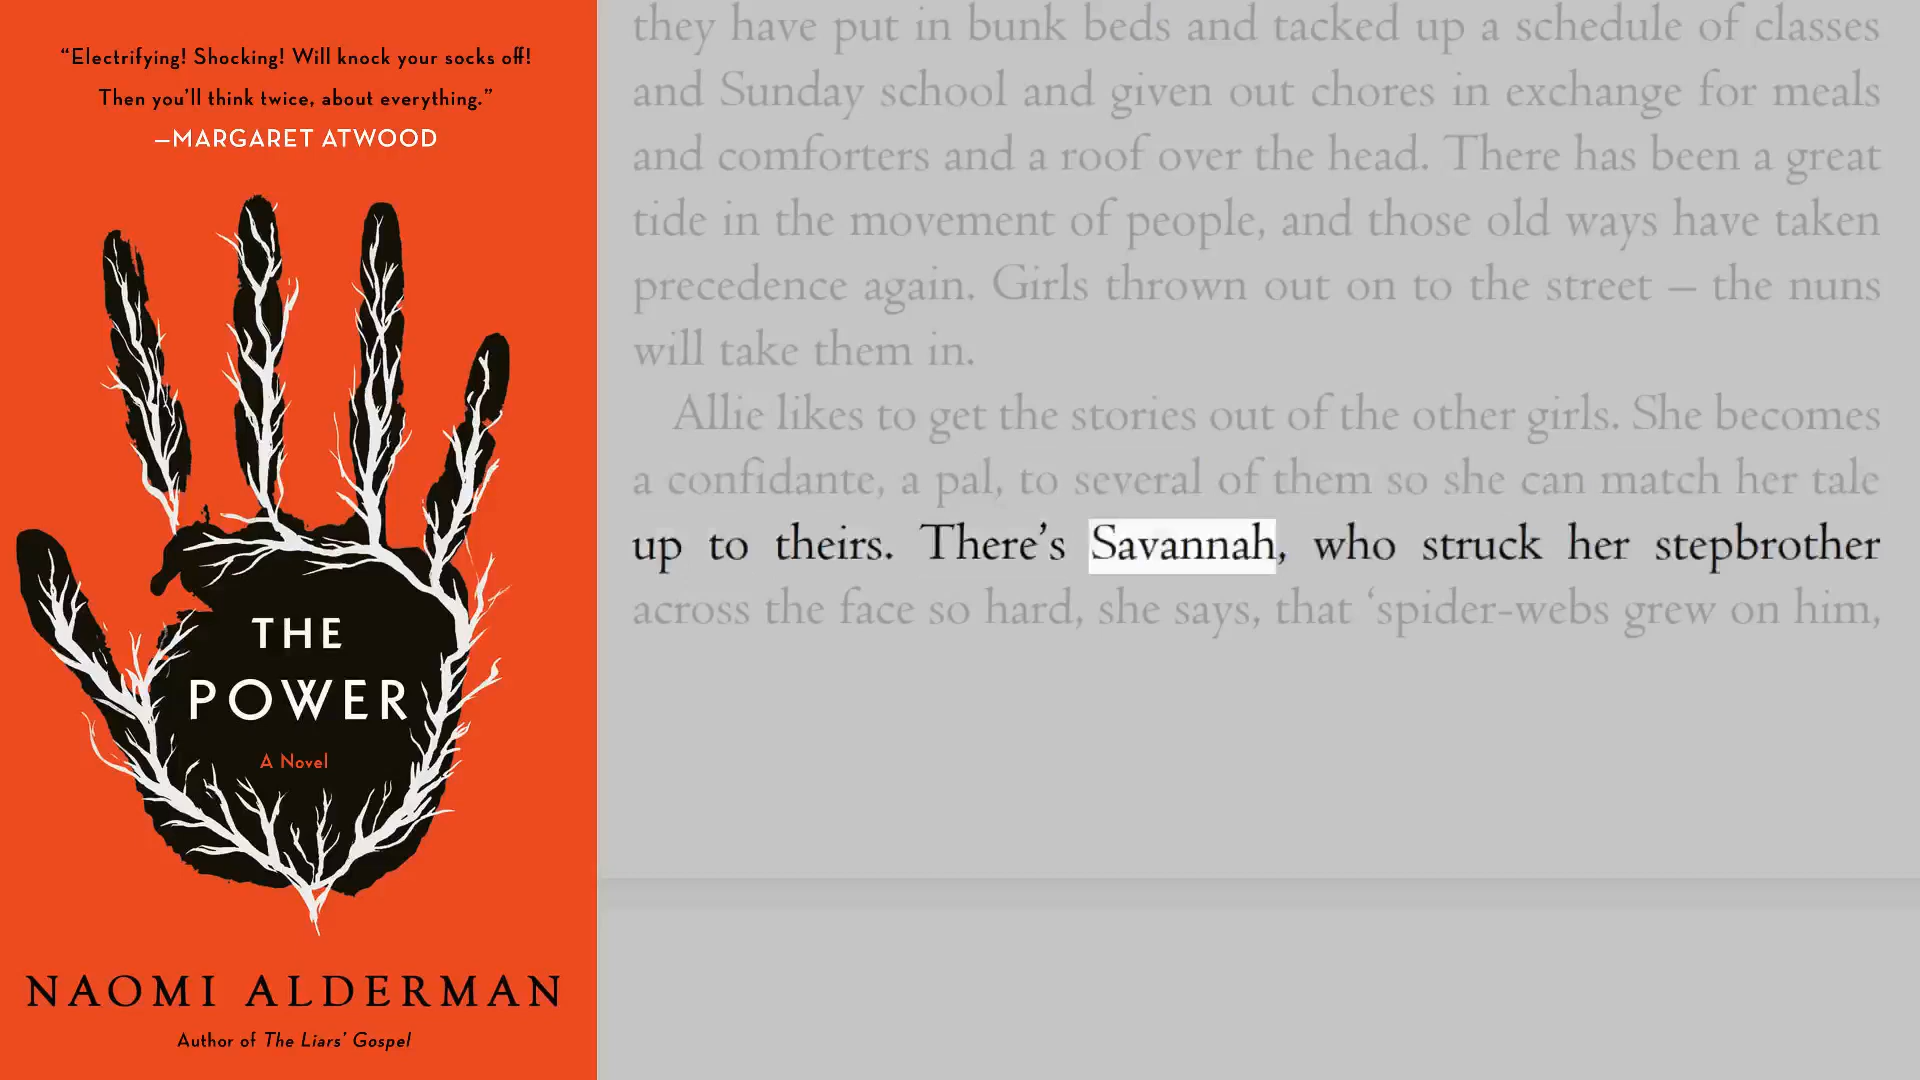 “Electrifying! Shocking! Will knock your socks off!
Then you’ll think twice, about everything.”
—MARGARET ATWOOD
THE
POWER
A Novel
NAOMI ALDERMAN
Author of The Liars’ Gospel
they have put in bunk beds and tacked up a schedule of classes
and Sunday school and given out chores in exchange for meals
and comforters and a roof over the head. There has been a great
tide in the movement of people, and those old ways have taken
precedence again. Girls thrown out on to the street – the nuns
will take them in.
Allie likes to get the stories out of the other girls. She becomes
a confidante, a pal, to several of them so she can match her tale
up to theirs. There’s Savannah, who struck her stepbrother
across the face so hard, she says, that ‘spider-webs grew on him,